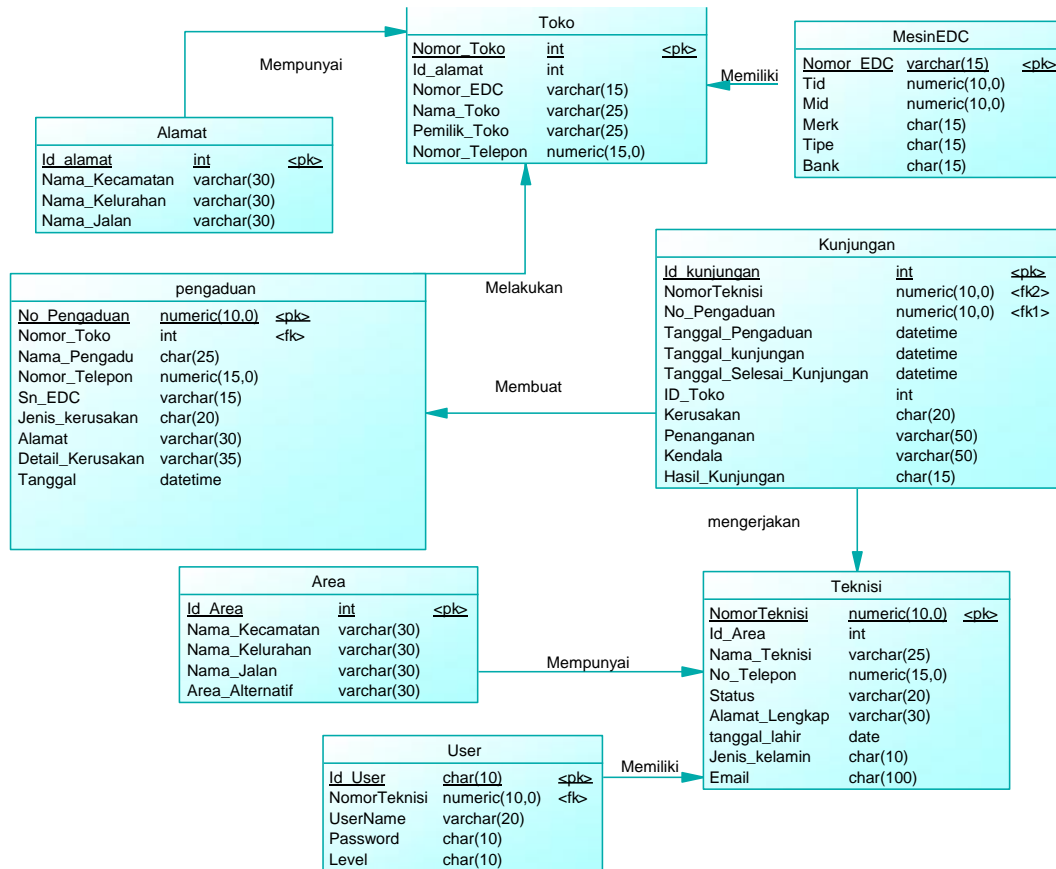 Toko
Nomor_Toko int <pk>
Id_alamat int
Nomor_EDC varchar(15)
Nama_Toko varchar(25)
Pemilik_Toko varchar(25)
Nomor_Telepon numeric(15,0)
MesinEDC
Nomor_EDC varchar(15) <pk>
Tid numeric(10,0)
Mid numeric(10,0)
Merk char(15)
Tipe char(15)
Bank char(15)
Mempunyai
Memiliki
Alamat
Id_alamat int <pk>
Nama_Kecamatan varchar(30)
Nama_Kelurahan varchar(30)
Nama_Jalan varchar(30)
Kunjungan
Id_kunjungan int <pk>
NomorTeknisi numeric(10,0) <fk2>
No_Pengaduan numeric(10,0) <fk1>
Tanggal_Pengaduan datetime
Tanggal_kunjungan datetime
Tanggal_Selesai_Kunjungan datetime
ID_Toko int
Kerusakan char(20)
Penanganan varchar(50)
Kendala varchar(50)
Hasil_Kunjungan char(15)
pengaduan
No_Pengaduan numeric(10,0) <pk>
Nomor_Toko int <fk>
Nama_Pengadu char(25)
Nomor_Telepon numeric(15,0)
Sn_EDC varchar(15)
Jenis_kerusakan char(20)
Alamat varchar(30)
Detail_Kerusakan varchar(35)
Tanggal datetime
Melakukan
Membuat
mengerjakan
Area
Id_Area int <pk>
Nama_Kecamatan varchar(30)
Nama_Kelurahan varchar(30)
Nama_Jalan varchar(30)
Area_Alternatif varchar(30)
Mempunyai
Teknisi
NomorTeknisi numeric(10,0) <pk>
Id_Area int
Nama_Teknisi varchar(25)
No_Telepon numeric(15,0)
Status varchar(20)
Alamat_Lengkap varchar(30)
tanggal_lahir date
Jenis_kelamin char(10)
Email char(100)
User
Id_User char(10) <pk>
NomorTeknisi numeric(10,0) <fk>
UserName varchar(20)
Password char(10)
Level char(10)
Memiliki